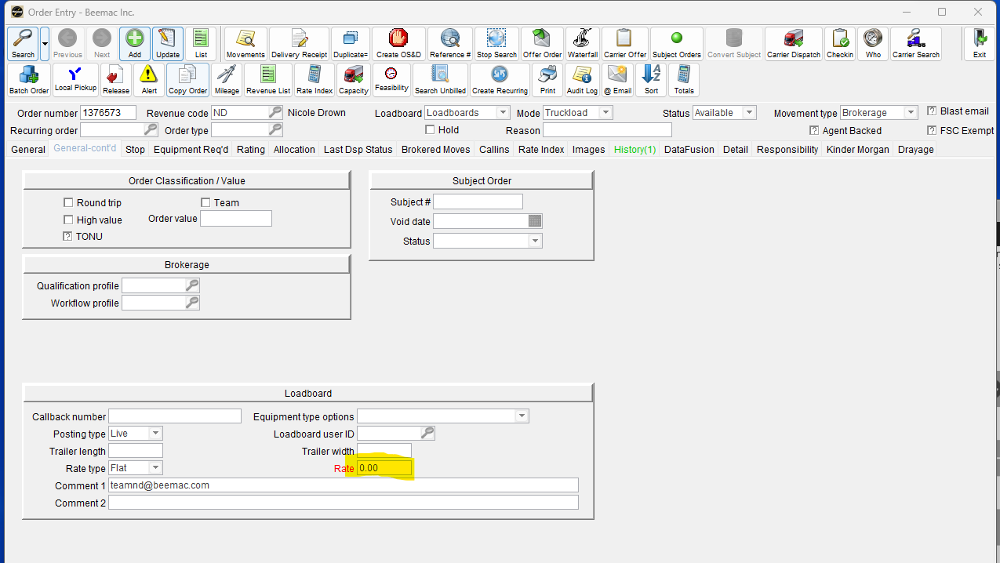 Order Entry - Beemac Inc.
Search Previous Next Add Update List Movements Delivery Receipt Duplicates Create OS&D Reference # Stop Search Offer Order Waterfall Carrier Offer Subject Orders Convert Subject Carrier Dispatch Checkin Who Carrier Search Exit
Batch Order Local Pickup Release Alert Copy Order Mileage Revenue List Rate Index Capacity Feasibility Search Unbilled Create Recurring Print Audit Log @ Email Sort Totals
Order number 1376573 Revenue code ND Nicole Drown Loadboard Loadboards Mode Truckload Status Available Movement type Brokerage ? Blast email
Recurring order Order type Hold Reason ? Agent Backed ? FSC Exempt
General General-cont'd Stop Equipment Req'd Rating Allocation Last Dsp Status Brokered Moves Callins Rate Index Images History(1) DataFusion Detail Responsibility Kinder Morgan Drayage
Order Classification / Value Subject Order
Round trip Team Subject #
High value Order value Void date
? TONU Status
Brokerage
Qualification profile
Workflow profile
Loadboard
Callback number Equipment type options
Posting type Live Loadboard user ID
Trailer length Trailer width
Rate type Flat Rate 0.00
Comment 1 teamnd@beemac.com
Comment 2